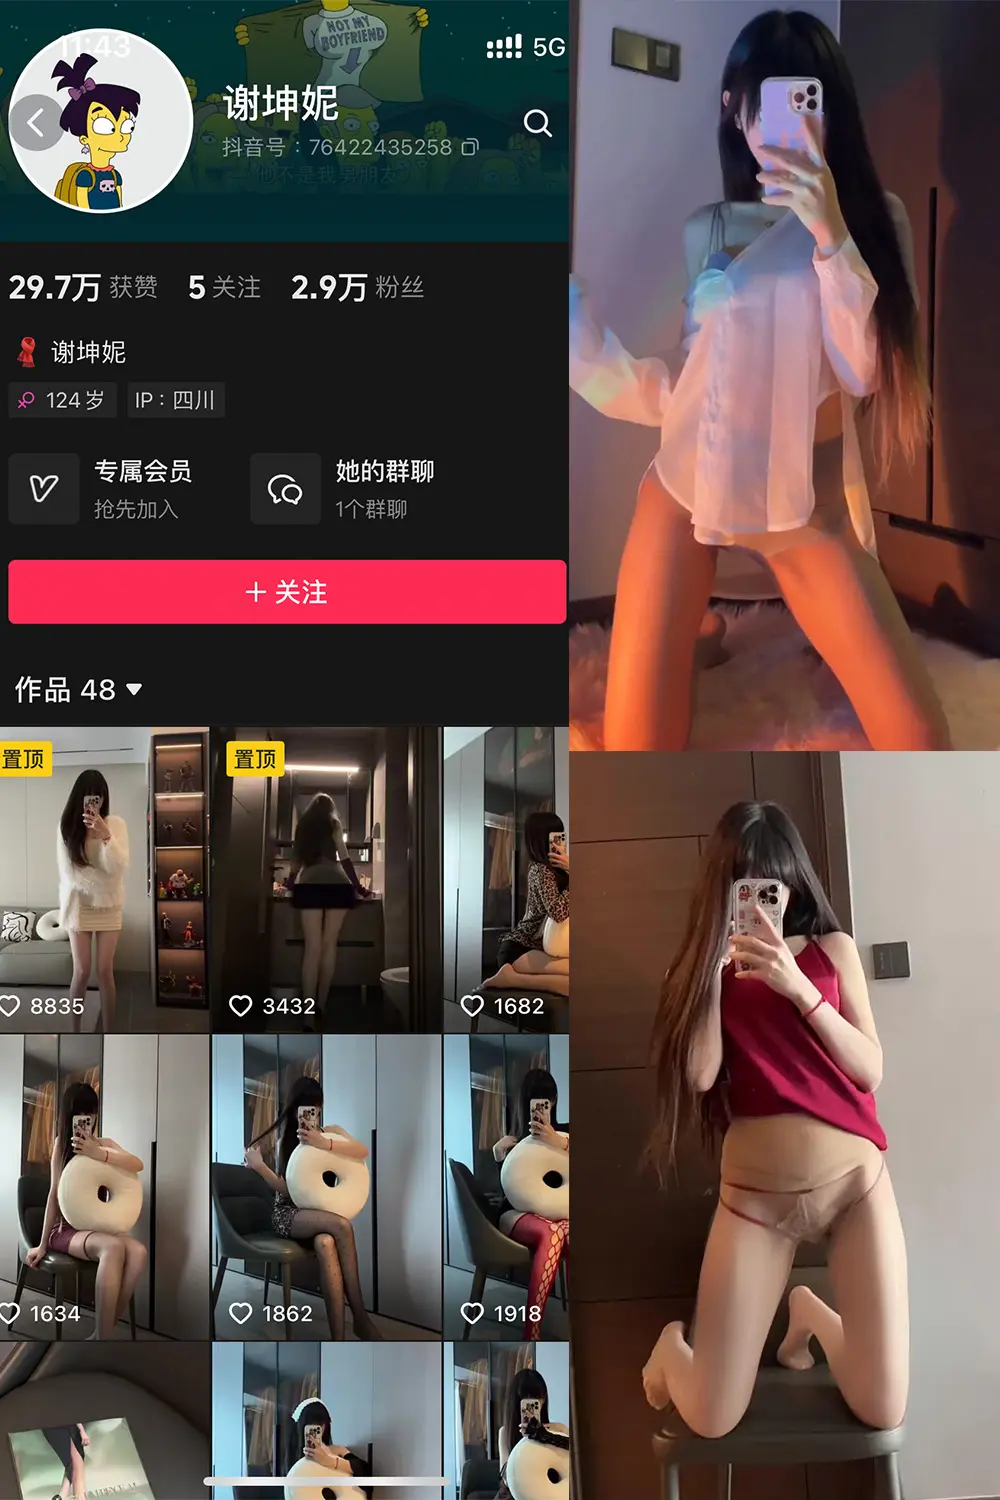 11:43
5G
NOT MY
BOYFRIEND
谢坤妮
抖音号：76422435258
他不是我男朋友
29.7万 获赞 5 关注 2.9万 粉丝
谢坤妮
124岁 IP：四川
专属会员
抢先加入
她的群聊
1个群聊
+ 关注
作品 48
置顶
置顶
8835
3432
1682
1634
1862
1918